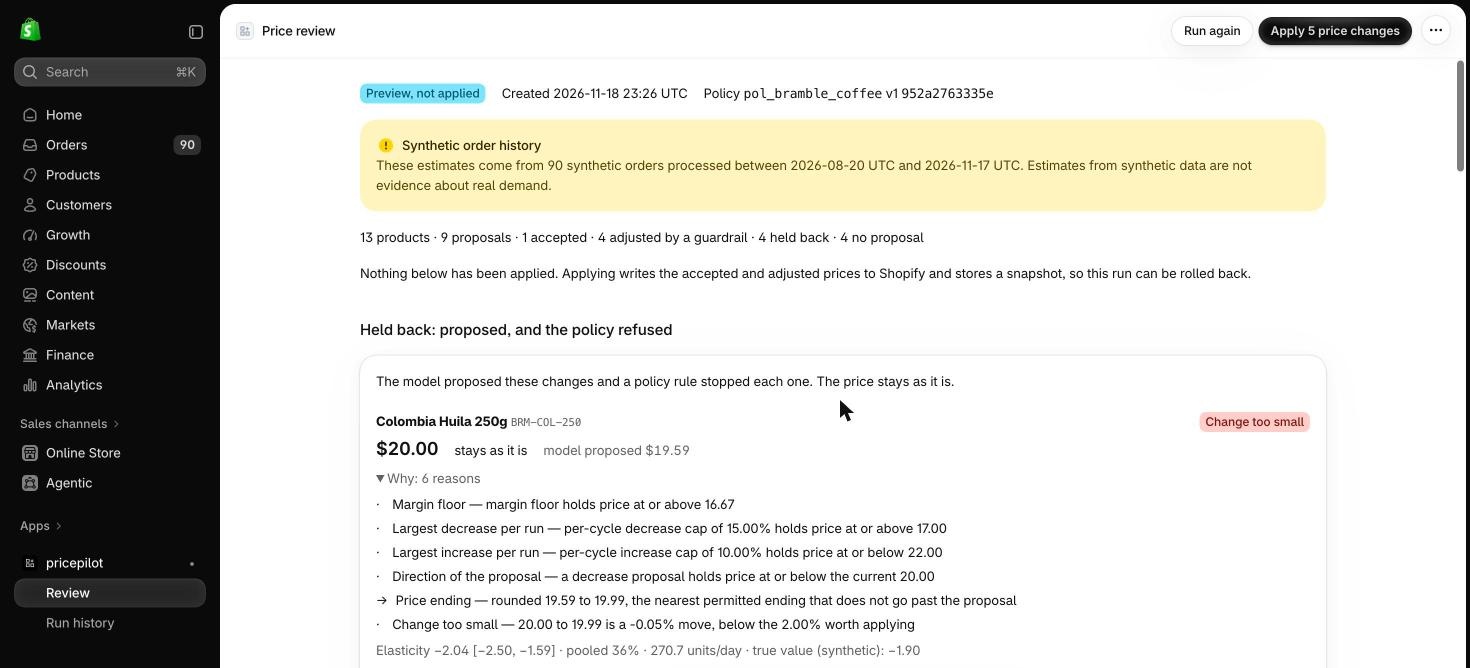 Price review
Run again
Apply 5 price changes
Search
⌘K
Home
Orders
90
Products
Customers
Growth
Discounts
Content
Markets
Finance
Analytics
Sales channels
Online Store
Agentic
Apps
pricepilot
Review
Run history
Preview, not applied
Created 2026-11-18 23:26 UTC
Policy pol_bramble_coffee v1 952a2763335e
Synthetic order history
These estimates come from 90 synthetic orders processed between 2026-08-20 UTC and 2026-11-17 UTC. Estimates from synthetic data are not
evidence about real demand.
13 products · 9 proposals · 1 accepted · 4 adjusted by a guardrail · 4 held back · 4 no proposal
Nothing below has been applied. Applying writes the accepted and adjusted prices to Shopify and stores a snapshot, so this run can be rolled back.
Held back: proposed, and the policy refused
The model proposed these changes and a policy rule stopped each one. The price stays as it is.
Colombia Huila 250g BRM-COL-250
Change too small
$20.00 stays as it is model proposed $19.59
▼ Why: 6 reasons
· Margin floor — margin floor holds price at or above 16.67
· Largest decrease per run — per-cycle decrease cap of 15.00% holds price at or above 17.00
· Largest increase per run — per-cycle increase cap of 10.00% holds price at or below 22.00
· Direction of the proposal — a decrease proposal holds price at or below the current 20.00
→ Price ending — rounded 19.59 to 19.99, the nearest permitted ending that does not go past the proposal
· Change too small — 20.00 to 19.99 is a -0.05% move, below the 2.00% worth applying
Elasticity −2.04 [−2.50, −1.59] · pooled 36% · 270.7 units/day · true value (synthetic): −1.90